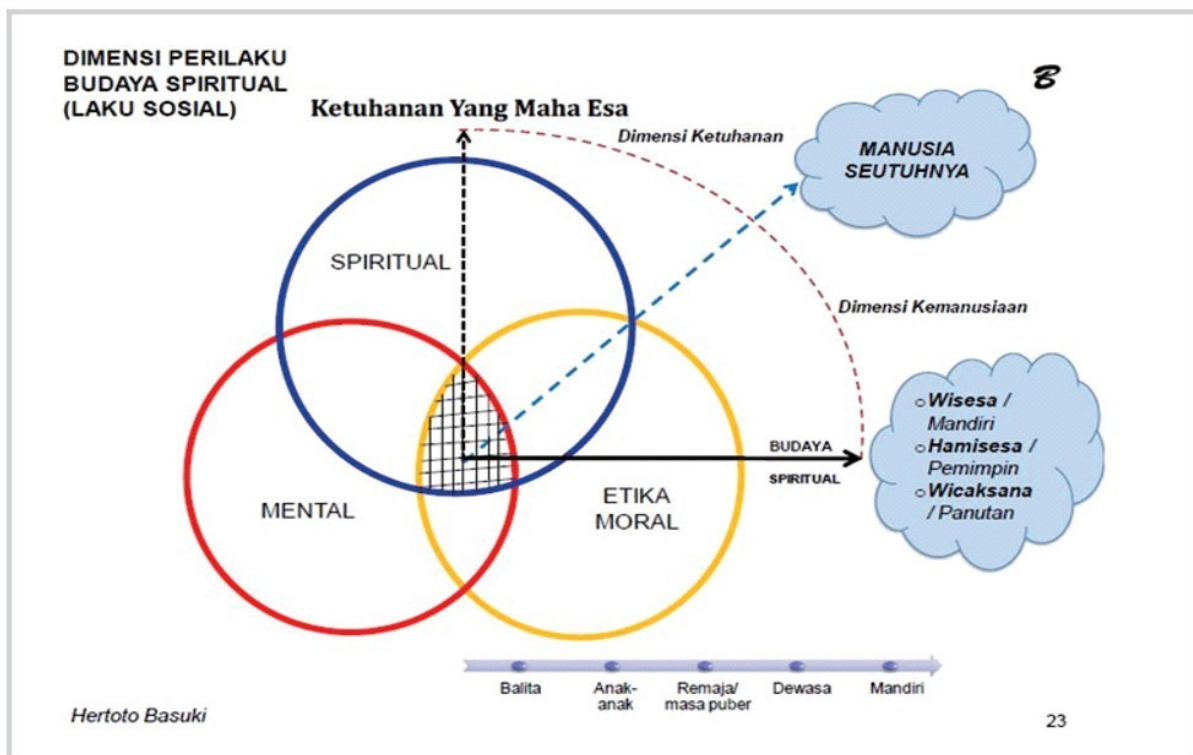 DIMENSI PERILAKU
BUDAYA SPIRITUAL
(LAKU SOSIAL)
B
Ketuhanan Yang Maha Esa
Dimensi Ketuhanan
MANUSIA
SEUTUHNYA
SPIRITUAL
Dimensi Kemanusiaan
Wisesa /
Mandiri
Hamisesa /
Pemimpin
Wicaksana
/ Panutan
BUDAYA
SPIRITUAL
MENTAL
ETIKA
MORAL
Balita
Anak-
anak
Remaja/
masa puber
Dewasa
Mandiri
Hertoto Basuki
23